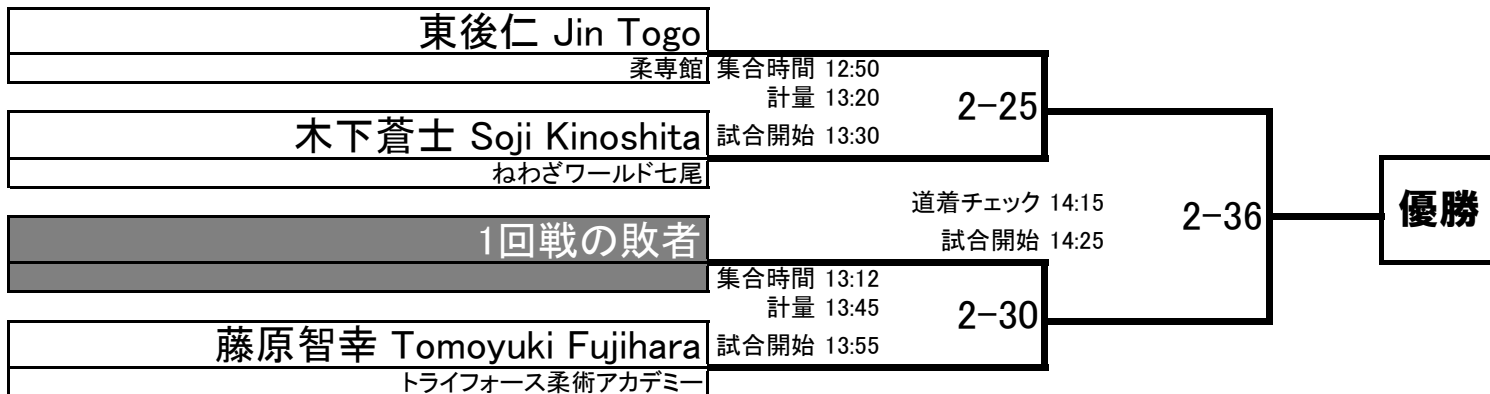 東後仁 Jin Togo
柔専館
集合時間 12:50
計量 13:20
2-25
木下蒼士 Soji Kinoshita
試合開始 13:30
ねわざワールド七尾
道着チェック 14:15
2-36
優勝
1回戦の敗者
試合開始 14:25
集合時間 13:12
計量 13:45
2-30
藤原智幸 Tomoyuki Fujihara
試合開始 13:55
トライフォース柔術アカデミー